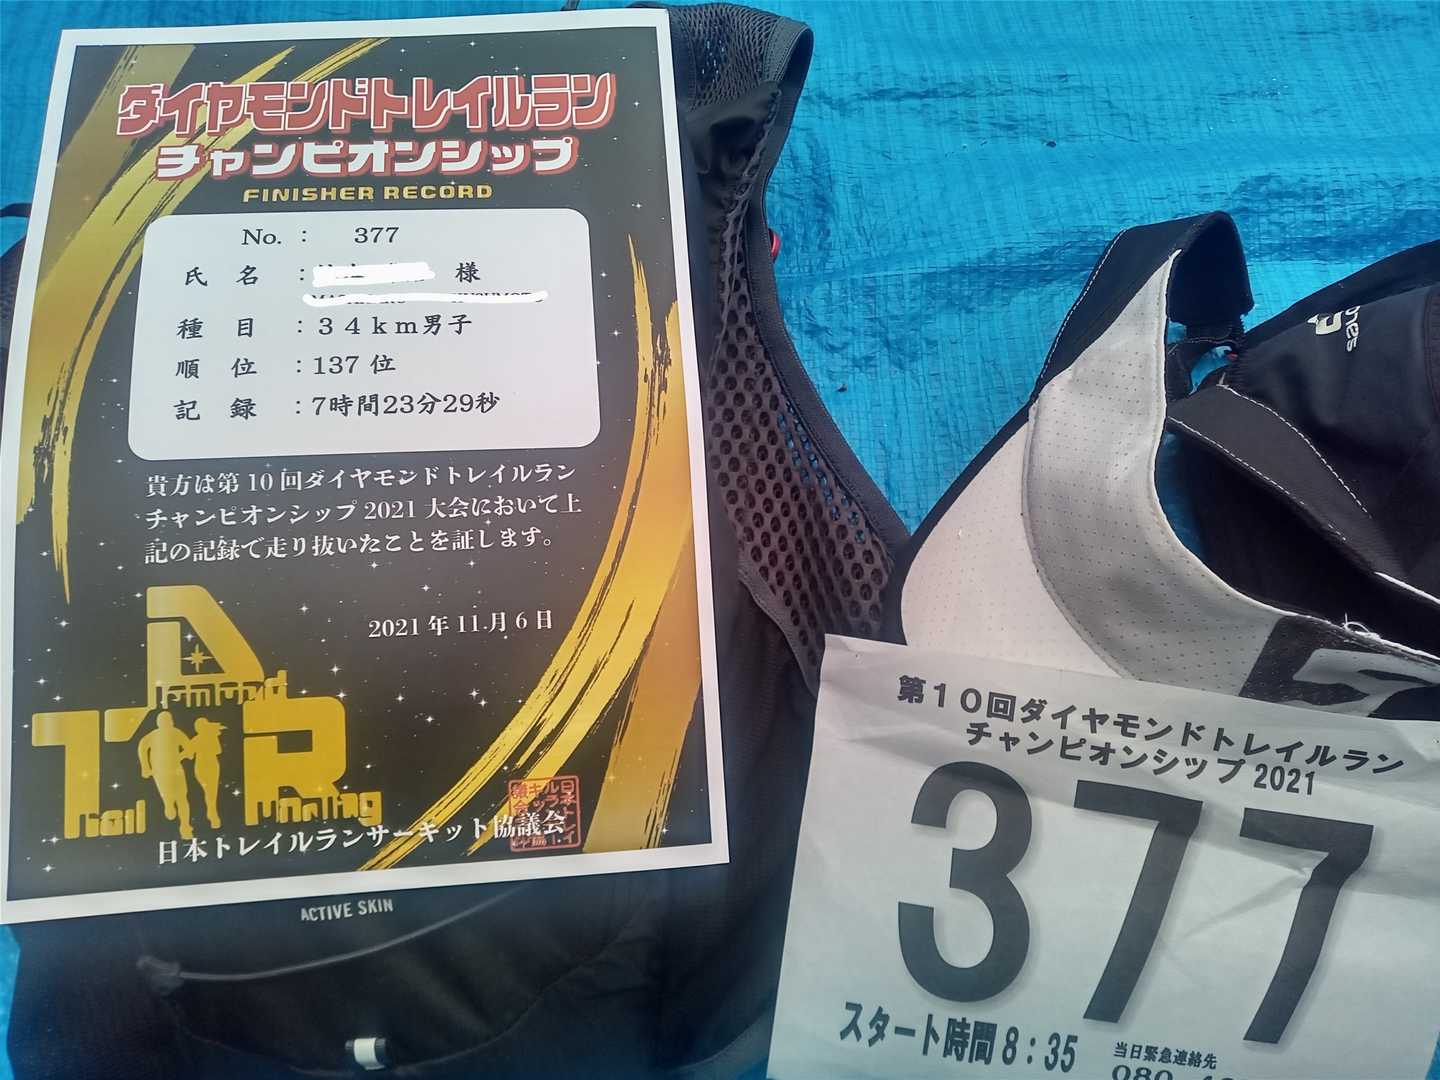 ダイヤモンドトレイルラン
チャンピオンシップ
FINISHER RECORD
No. : 377
氏 名 : 様
種 目 : 34km男子
順 位 : 137 位
記 録 : 7時間23分29秒
貴方は第10回ダイヤモンドトレイルラン
チャンピオンシップ2021大会において上
記の記録で走り抜いたことを証します。
2021年11月6日
Diamond
Trail Running
日本トレイルランサーキット協議会
ACTIVE SKIN
第10回ダイヤモンドトレイルラン
チャンピオンシップ2021
377
スタート時間8:35
当日緊急連絡先
080